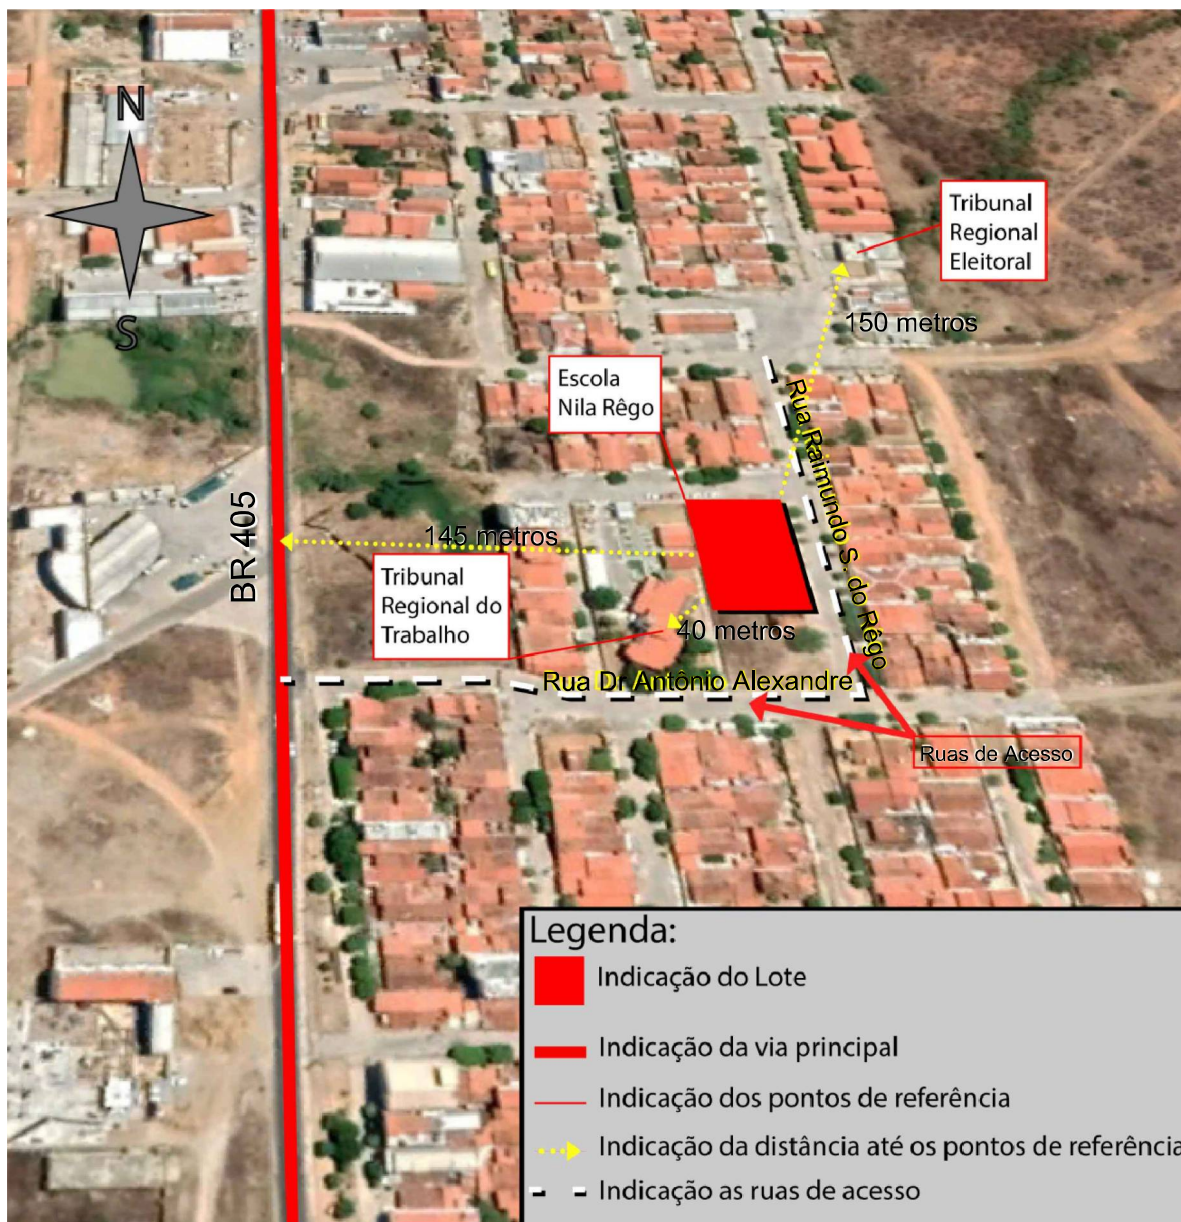 N
S
Tribunal
Regional
Eleitoral
150 metros
Escola
Nila Rêgo
Rua Raimundo S. do Rêgo
BR 405
145 metros
Tribunal
Regional do
Trabalho
40 metros
Rua Dr Antônio Alexandre
Ruas de Acesso
Legenda:
Indicação do Lote
Indicação da via principal
Indicação dos pontos de referência
Indicação da distância até os pontos de referência
Indicação as ruas de acesso